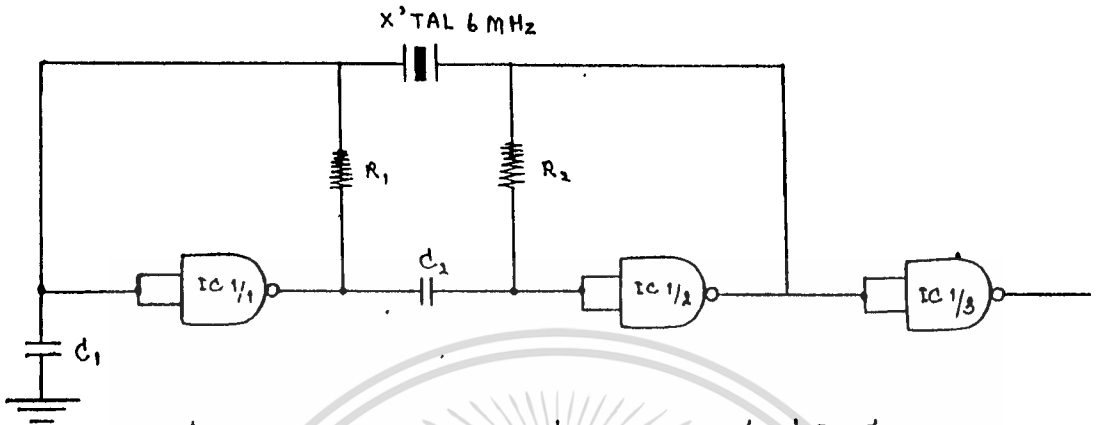 X'TAL 6 MHz
R₁
R₂
C₂
IC 1/1
IC 1/2
IC 1/3
C₁